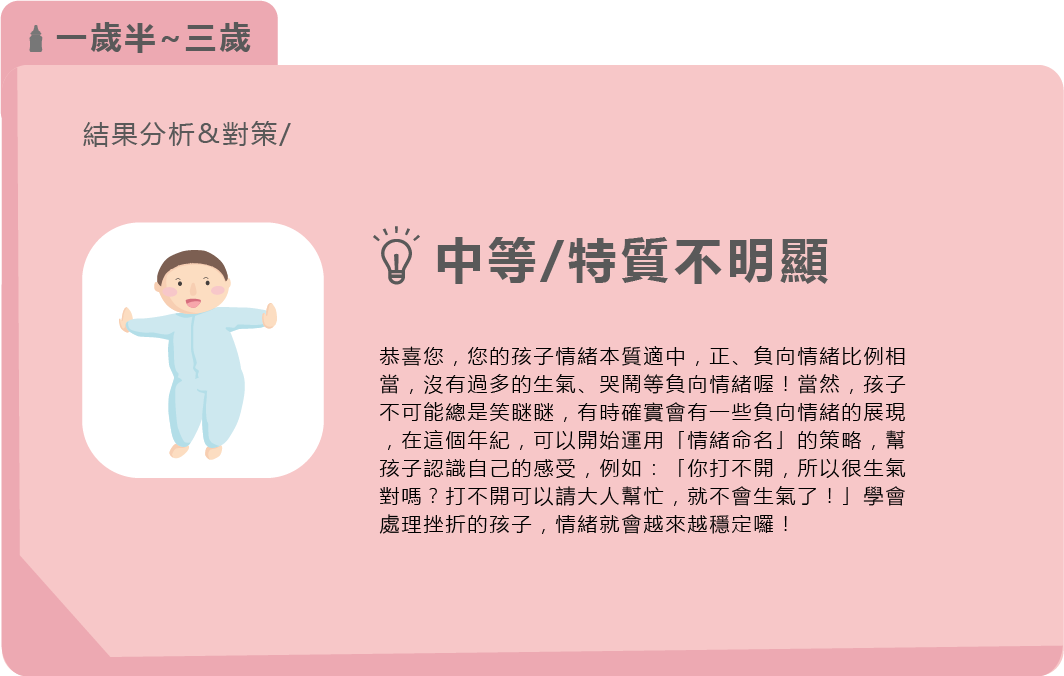 一歲半~三歲
結果分析&對策/
中等/特質不明顯
恭喜您，您的孩子情緒本質適中，正、負向情緒比例相
當，沒有過多的生氣、哭鬧等負向情緒喔！當然，孩子
不可能總是笑瞇瞇，有時確實會有一些負向情緒的展現
，在這個年紀，可以開始運用「情緒命名」的策略，幫
孩子認識自己的感受，例如：「你打不開，所以很生氣
對嗎？打不開可以請大人幫忙，就不會生氣了！」學會
處理挫折的孩子，情緒就會越來越穩定囉！